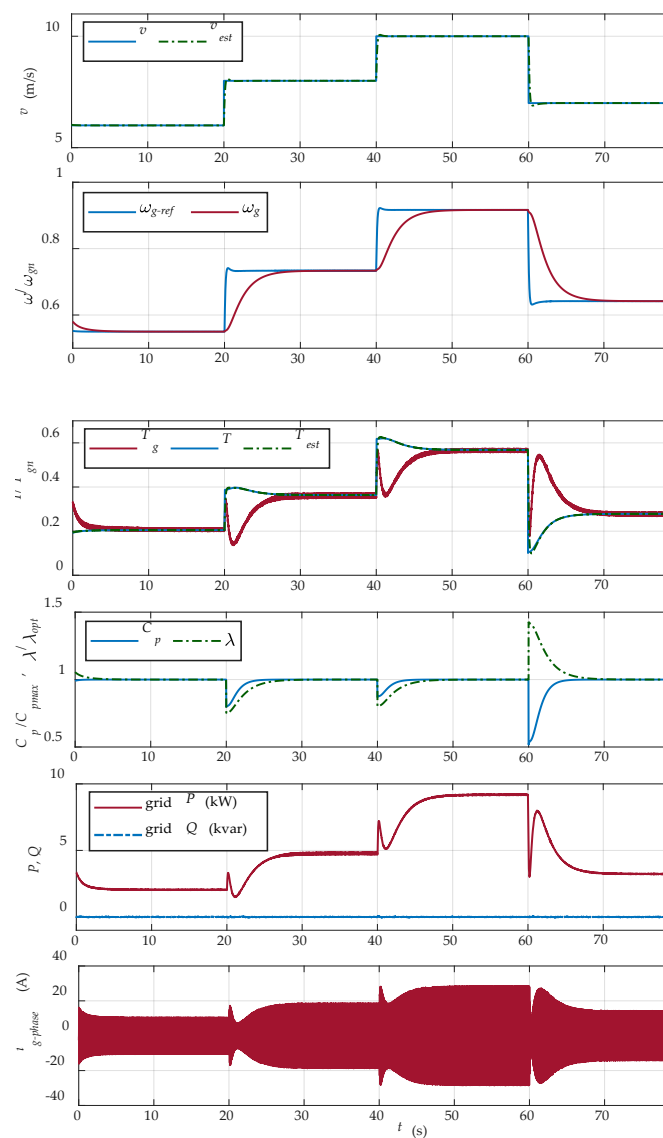 10
v v est
v (m/s)
5
0 10 20 30 40 50 60 70
1
ω g-ref ω g
ω/ ω gn
0.8
0.6
0 10 20 30 40 50 60 70
T g T T est
0.6
0.4
0.2
0
0 10 20 30 40 50 60 70
1.5
C p λ
C p /C pmax , λ/ λ opt
1
0.5
0 10 20 30 40 50 60 70
10
grid P (kW)
grid Q (kvar)
P, Q
5
0
0 10 20 30 40 50 60 70
40
(A)
20
0
g-phase
-20
-40
0 10 20 30 40 50 60 70
t (s)